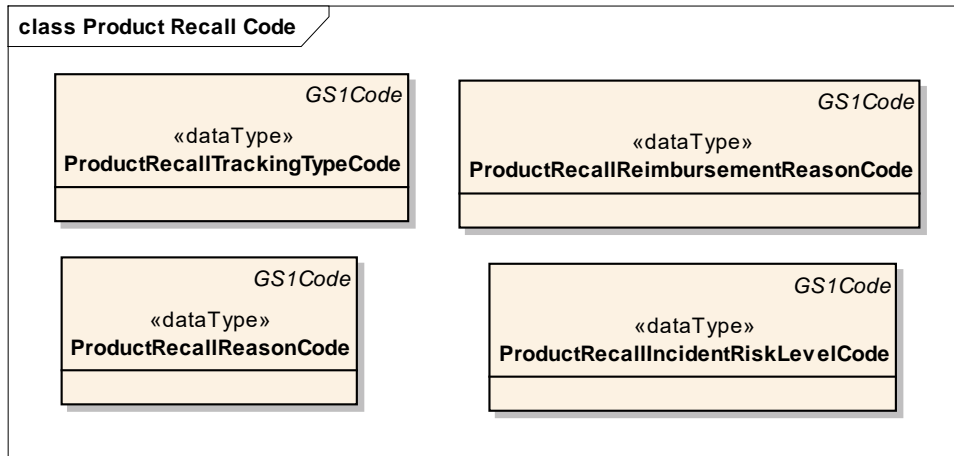 class Product Recall Code
GS1Code
«dataType»
ProductRecallTrackingTypeCode
GS1Code
«dataType»
ProductRecallReimbursementReasonCode
GS1Code
«dataType»
ProductRecallReasonCode
GS1Code
«dataType»
ProductRecallIncidentRiskLevelCode